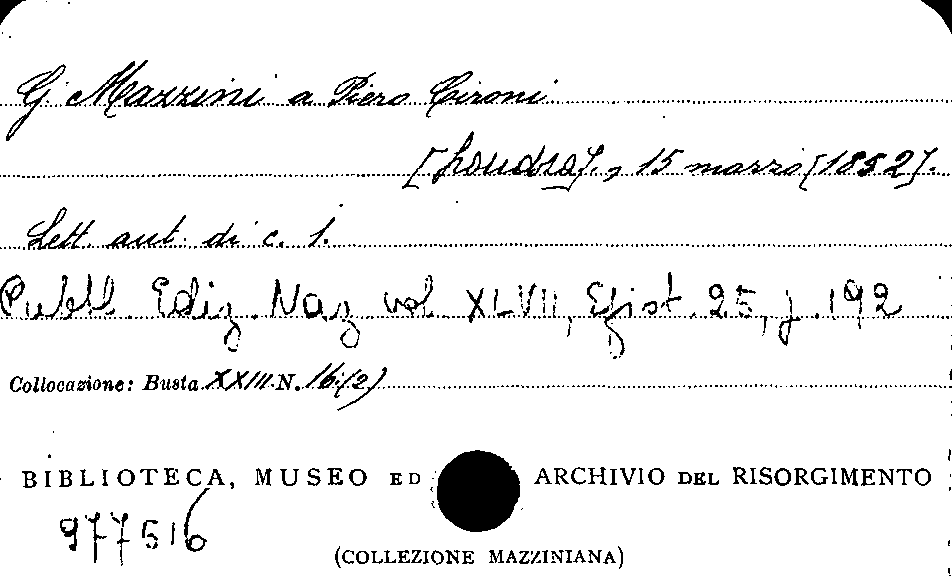 G. Mazzini a Piero Cironi
[Londra]., 15 marzo [1852].
Lett. aut. di c. 1.
Pubbl. Ediz. Naz. vol. XLVII, Epist. 25, p. 192
Collocazione: Busta XXIII N. 16 (2)
BIBLIOTECA, MUSEO ED ARCHIVIO DEL RISORGIMENTO
977516
(COLLEZIONE MAZZINIANA)